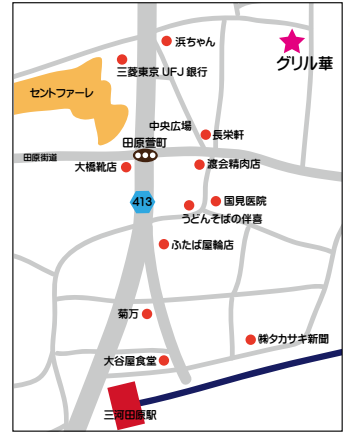 浜ちゃん
グリル華
三菱東京UFJ銀行
セントファーレ
中央広場
長栄軒
田原萱町
田原街道
大橋靴店
渡会精肉店
413
国見医院
うどんそばの伴喜
ふたば屋輪店
菊万
㈱タカサキ新聞
大谷屋食堂
三河田原駅